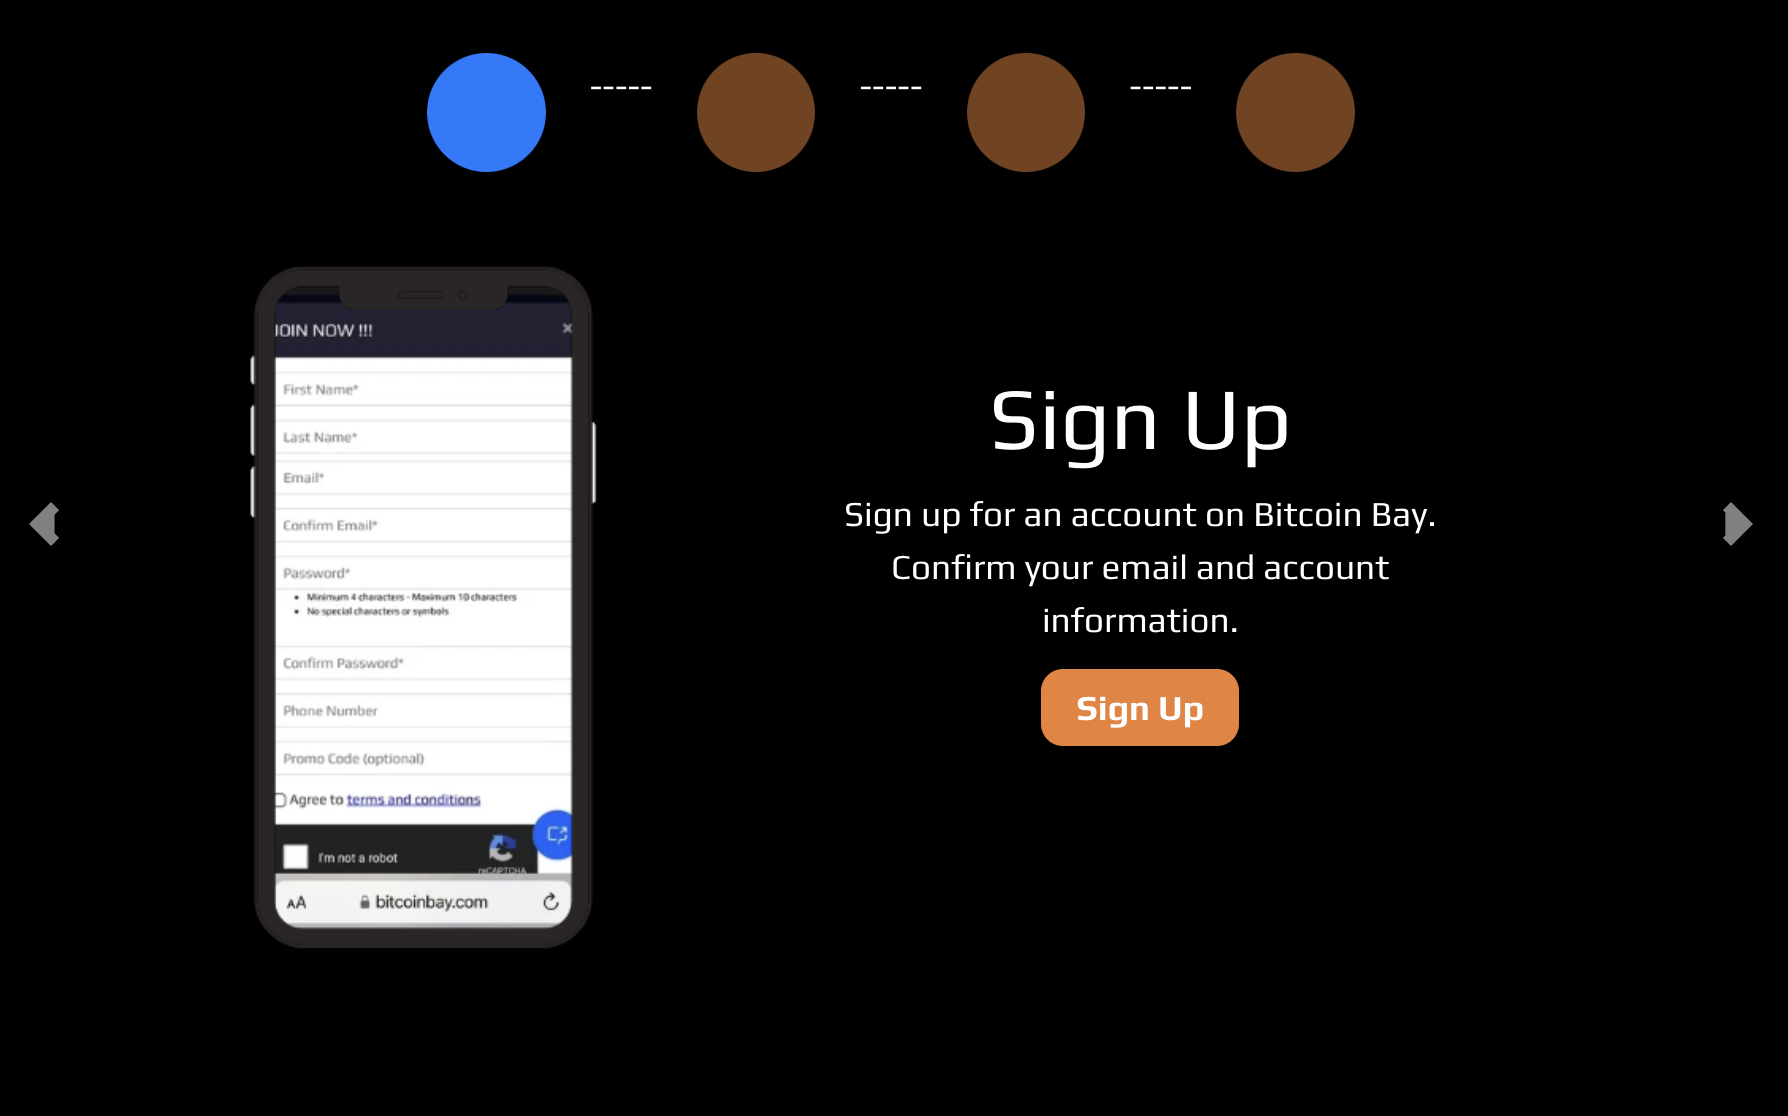 -----
-----
-----
JOIN NOW !!!
×
First Name*
Last Name*
Email*
Confirm Email*
Password*
• Minimum 4 characters - Maximum 10 characters
• No special characters or symbols
Confirm Password*
Phone Number
Promo Code (optional)
Agree to terms and conditions
I'm not a robot
reCAPTCHA
AA bitcoinbay.com
Sign Up
Sign up for an account on Bitcoin Bay.
Confirm your email and account
information.
Sign Up